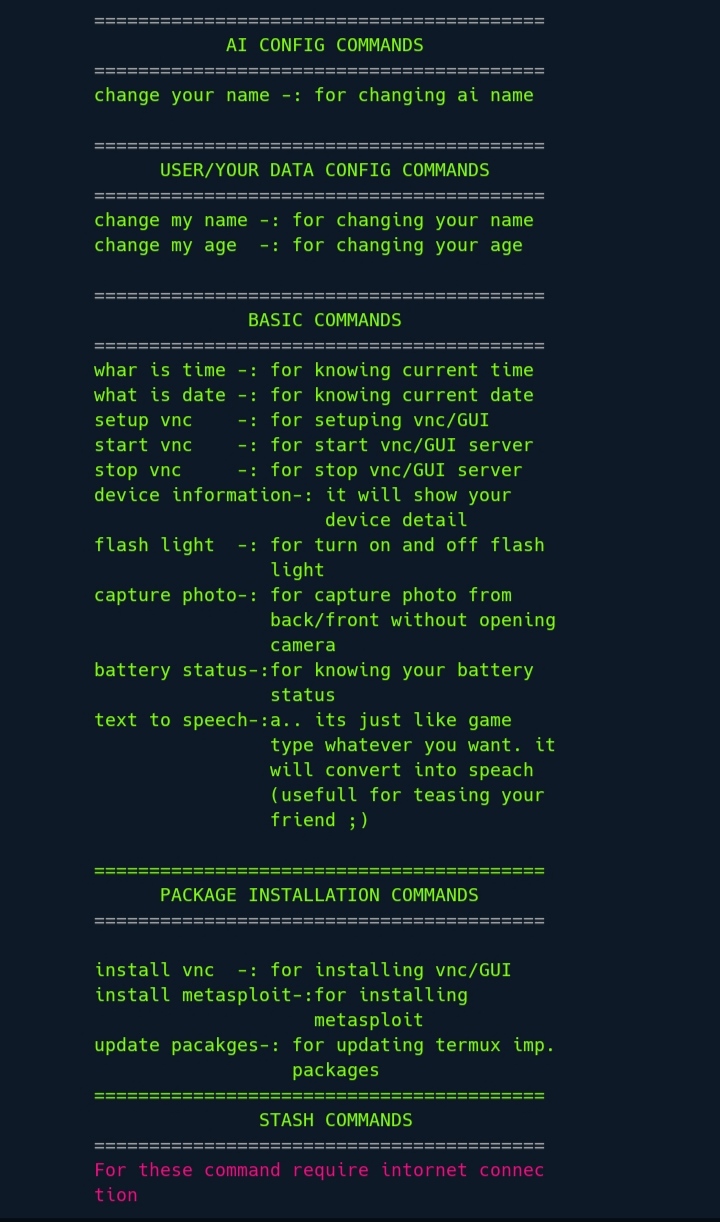 =========================================
AI CONFIG COMMANDS
=========================================
change your name -: for changing ai name
=========================================
USER/YOUR DATA CONFIG COMMANDS
=========================================
change my name -: for changing your name
change my age  -: for changing your age
=========================================
BASIC COMMANDS
=========================================
whar is time -: for knowing current time
what is date -: for knowing current date
setup vnc    -: for setuping vnc/GUI
start vnc    -: for start vnc/GUI server
stop vnc     -: for stop vnc/GUI server
device information-: it will show your
device detail
flash light  -: for turn on and off flash
light
capture photo-: for capture photo from
back/front without opening
camera
battery status-:for knowing your battery
status
text to speech-:a.. its just like game
type whatever you want. it
will convert into speach
(usefull for teasing your
friend ;)
=========================================
PACKAGE INSTALLATION COMMANDS
=========================================
install vnc  -: for installing vnc/GUI
install metasploit-:for installing
metasploit
update pacakges-: for updating termux imp.
packages
=========================================
STASH COMMANDS
=========================================
For these command require intornet connec
tion